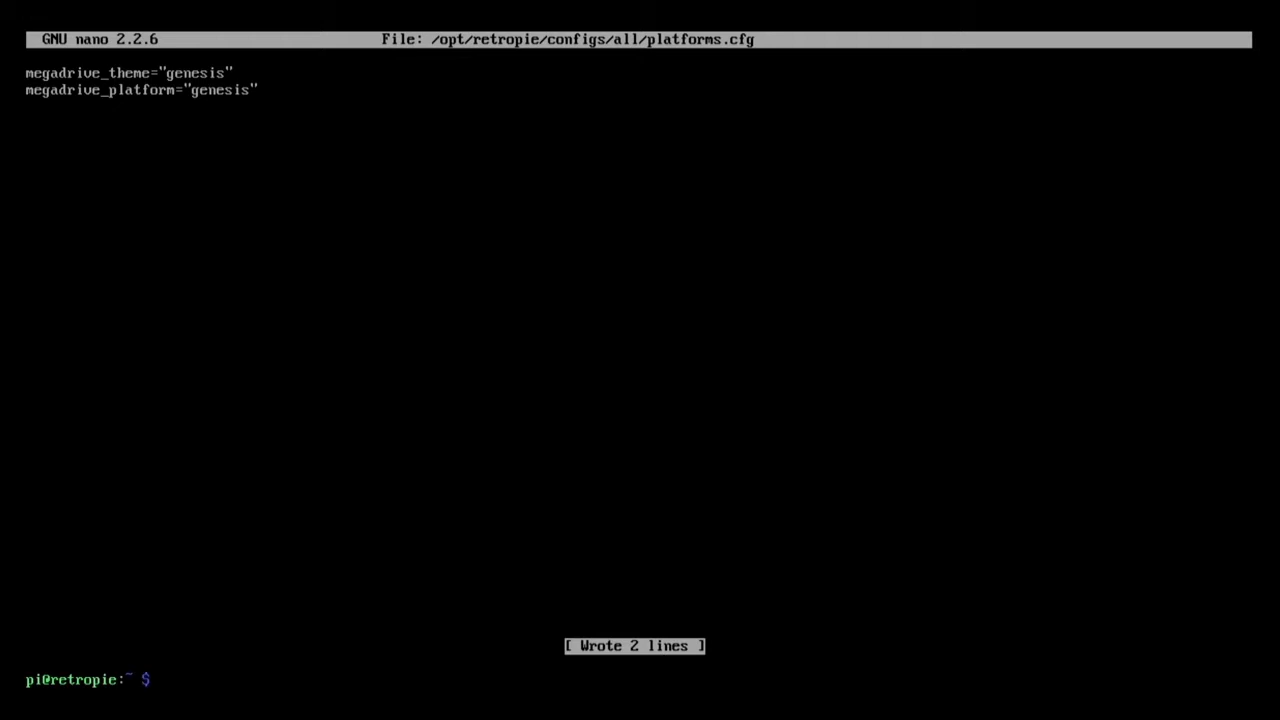 GNU nano 2.2.6 File: /opt/retropie/configs/all/platforms.cfg
megadrive_theme="genesis"
megadrive_platform="genesis"
[ Wrote 2 lines ]
pi@retropie:~ $